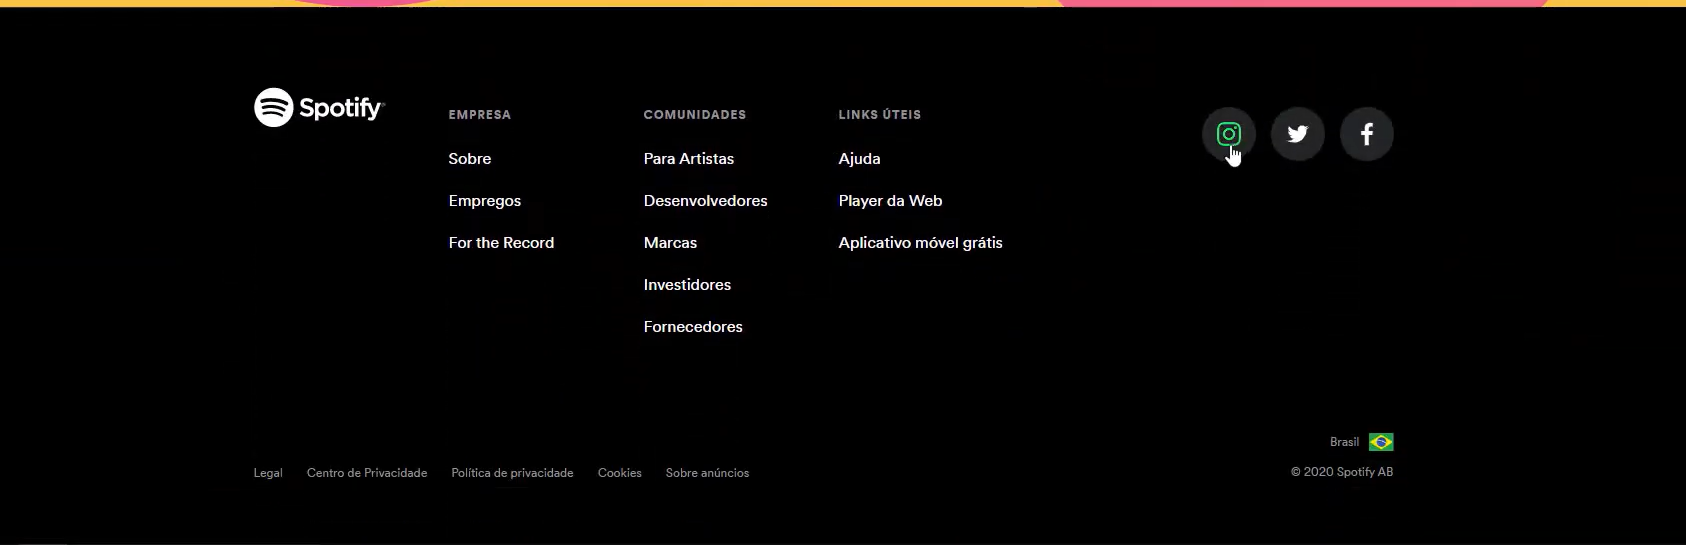 Spotify
EMPRESA
Sobre
Empregos
For the Record
COMUNIDADES
Para Artistas
Desenvolvedores
Marcas
Investidores
Fornecedores
LINKS ÚTEIS
Ajuda
Player da Web
Aplicativo móvel grátis
Brasil
Legal Centro de Privacidade Política de privacidade Cookies Sobre anúncios
© 2020 Spotify AB